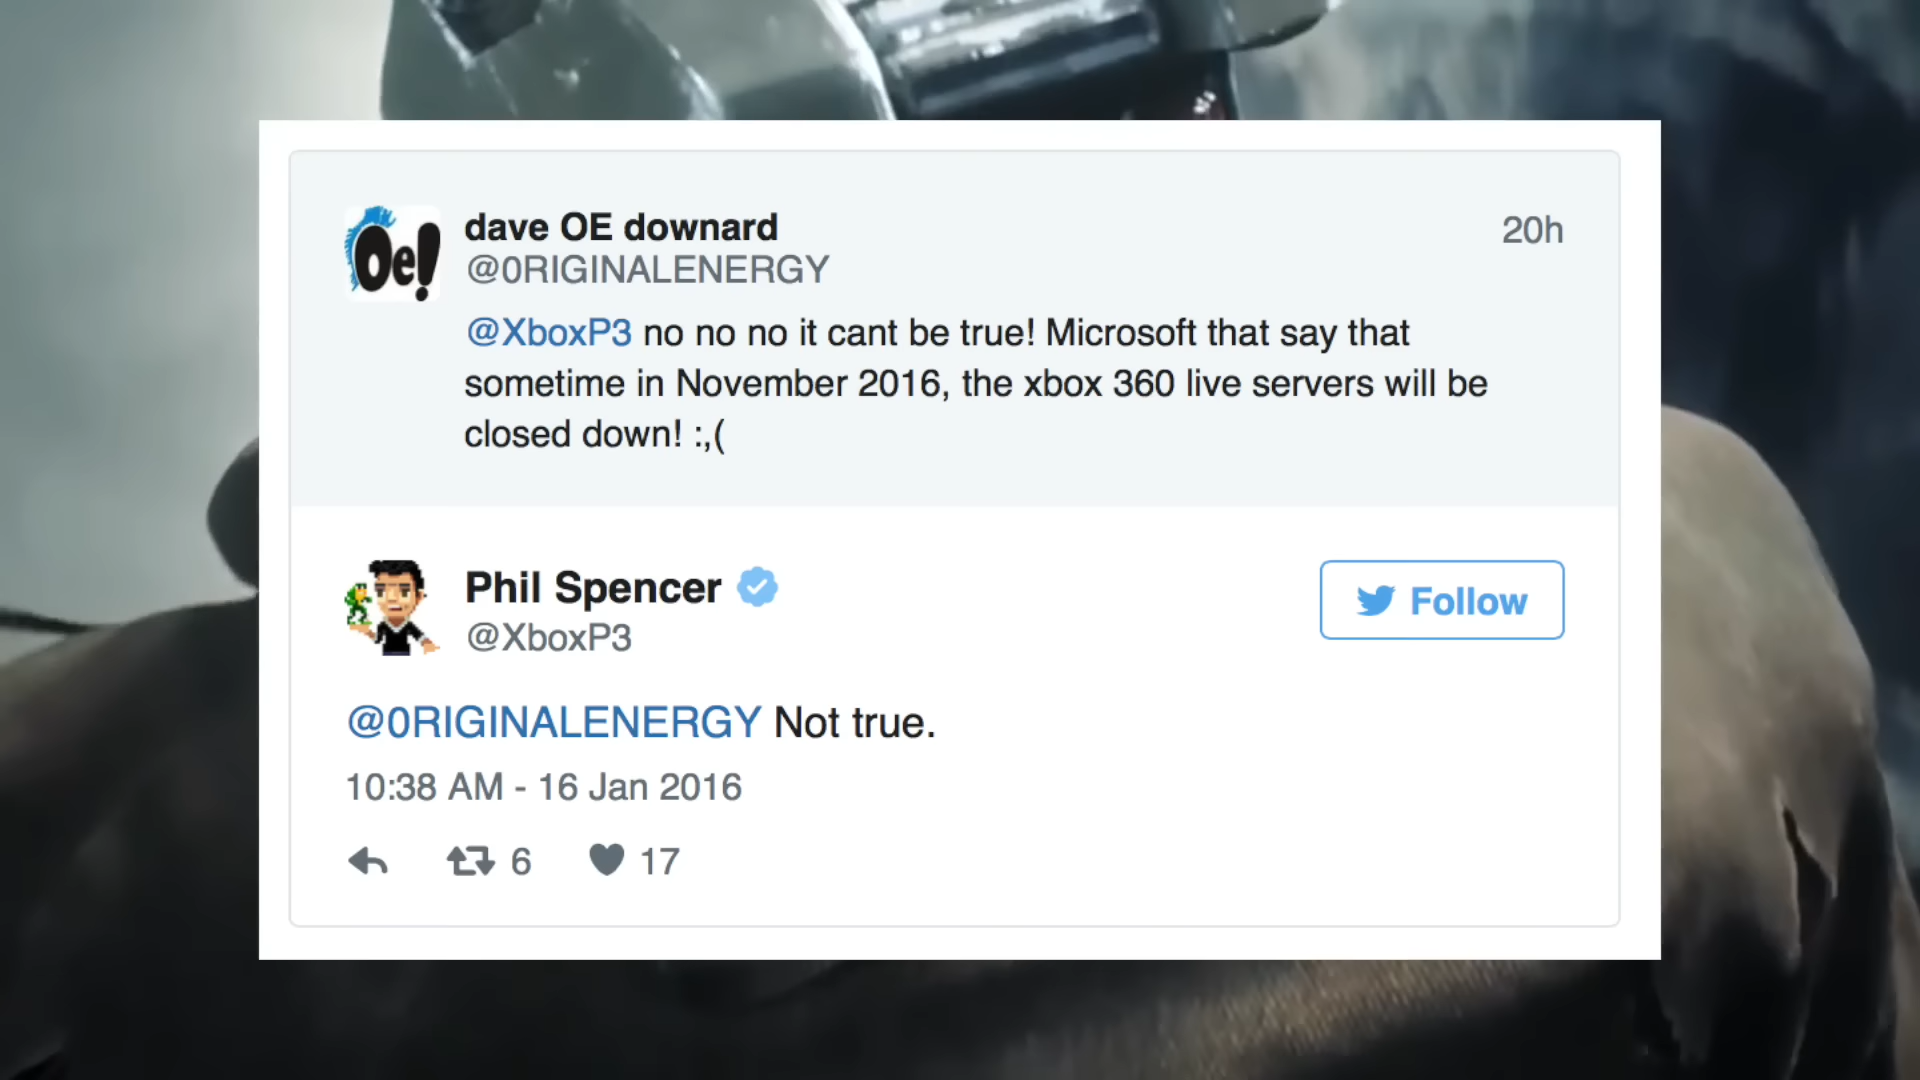 Oe!
dave OE downard
20h
@0RIGINALENERGY
@XboxP3 no no no it cant be true! Microsoft that say that
sometime in November 2016, the xbox 360 live servers will be
closed down! :,(
Phil Spencer
Follow
@XboxP3
@0RIGINALENERGY Not true.
10:38 AM - 16 Jan 2016
6 17